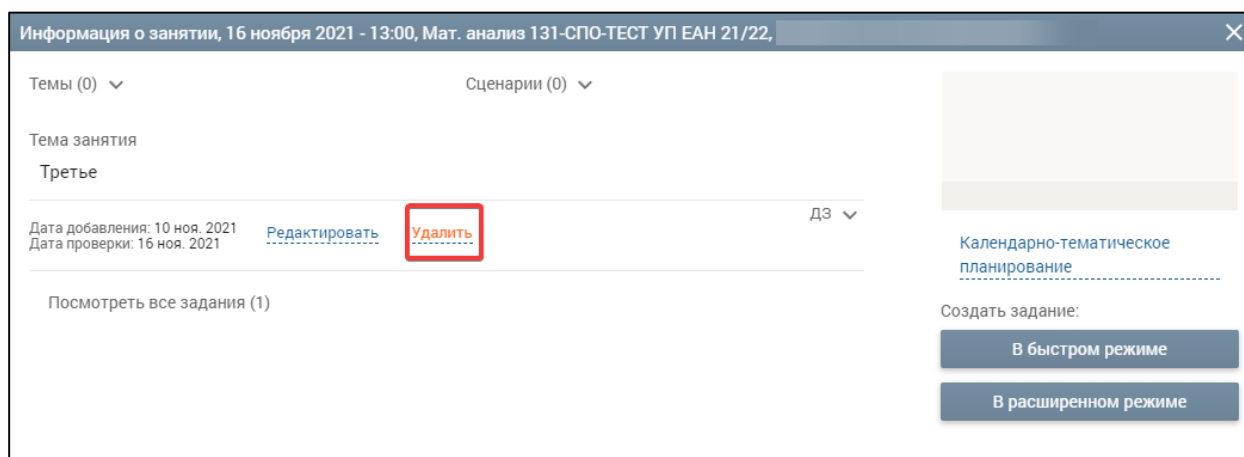 Информация о занятии, 16 ноября 2021 - 13:00, Мат. анализ 131-СПО-ТЕСТ УП ЕАН 21/22,
Темы (0)
Сценарии (0)
Тема занятия
Третье
Дата добавления: 10 ноя. 2021
Дата проверки: 16 ноя. 2021
Редактировать
Удалить
ДЗ
Посмотреть все задания (1)
Календарно-тематическое
планирование
Создать задание:
В быстром режиме
В расширенном режиме